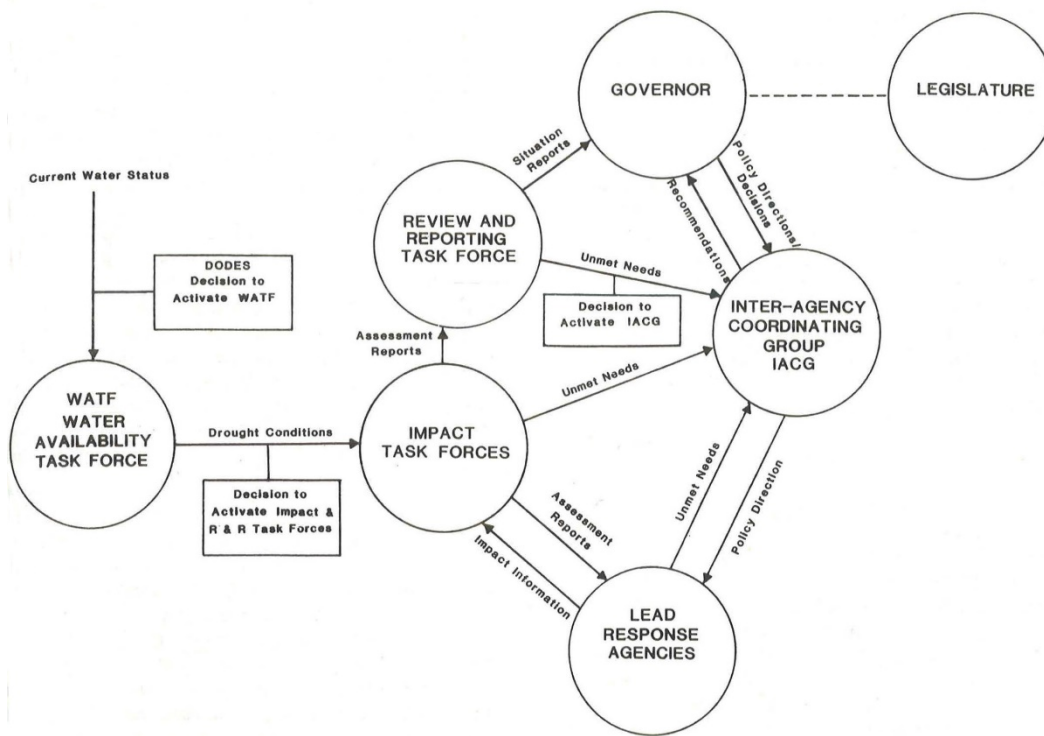 GOVERNOR
LEGISLATURE
Situation
Reports
Policy Directions/
Decisions
Recommendations
Current Water Status
REVIEW AND
REPORTING
TASK FORCE
DODES
Decision to
Activate WATF
Unmet Needs
Decision to
Activate IACG
INTER-AGENCY
COORDINATING
GROUP
IACG
Assessment
Reports
Unmet Needs
WATF
WATER
AVAILABILITY
TASK FORCE
Drought Conditions
IMPACT
TASK FORCES
Decision to
Activate Impact &
R & R Task Forces
Assessment
Reports
Impact Information
Unmet Needs
Policy Direction
LEAD
RESPONSE
AGENCIES